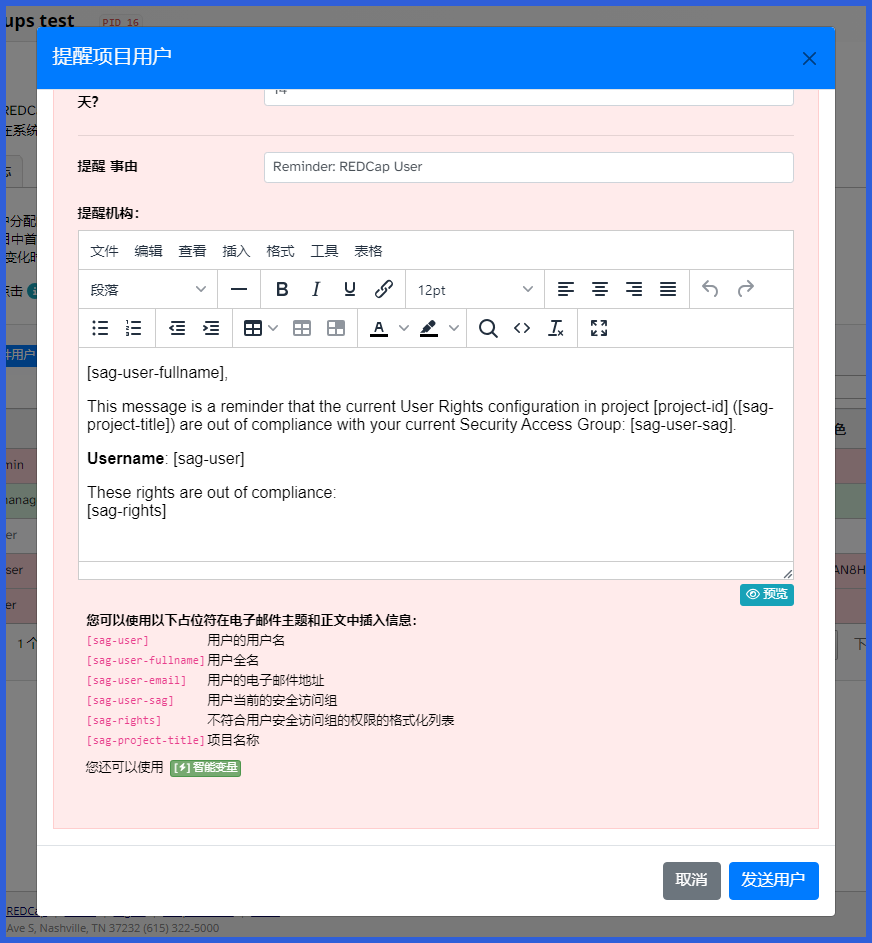 ups test PID 16
提醒项目用户
天?
14
提醒 事由
Reminder: REDCap User
提醒机构:
文件 编辑 查看 插入 格式 工具 表格
段落
B I U
12pt
[sag-user-fullname],
This message is a reminder that the current User Rights configuration in project [project-id] ([sag-
project-title]) are out of compliance with your current Security Access Group: [sag-user-sag].
Username: [sag-user]
These rights are out of compliance:
[sag-rights]
预览
您可以使用以下占位符在电子邮件主题和正文中插入信息:
[sag-user] 用户的用户名
[sag-user-fullname] 用户全名
[sag-user-email] 用户的电子邮件地址
[sag-user-sag] 用户当前的安全访问组
[sag-rights] 不符合用户安全访问组的权限的格式化列表
[sag-project-title] 项目名称
您还可以使用 [⚡] 智能变量
取消 发送用户
REDC
在系统
中分配
目中首
变化时
点击
件用户
色
min
manag
er
ser
AN8H
er
1 个
下
REDCa
Ave S, Nashville, TN 37232 (615) 322-5000